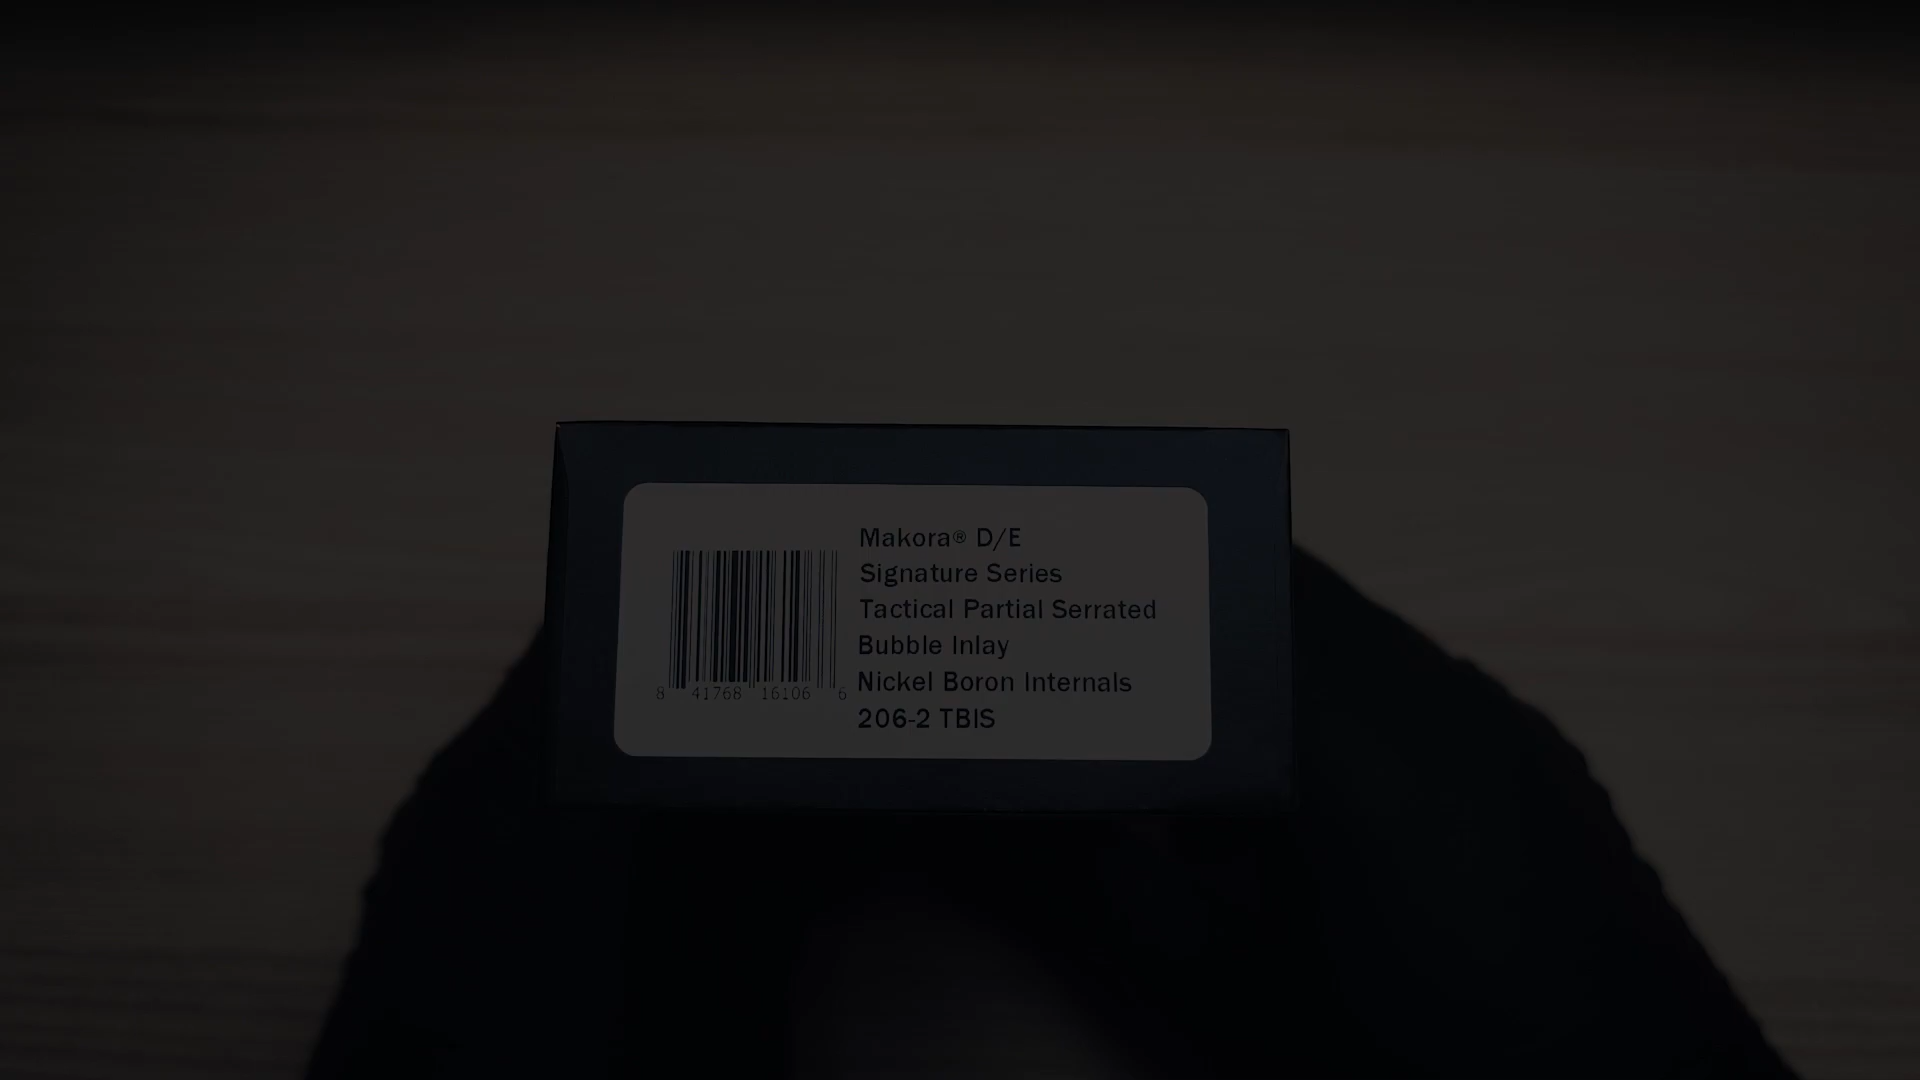 Makora® D/E
Signature Series
Tactical Partial Serrated
Bubble Inlay
Nickel Boron Internals
206-2 TBIS
8 41768 16106 6